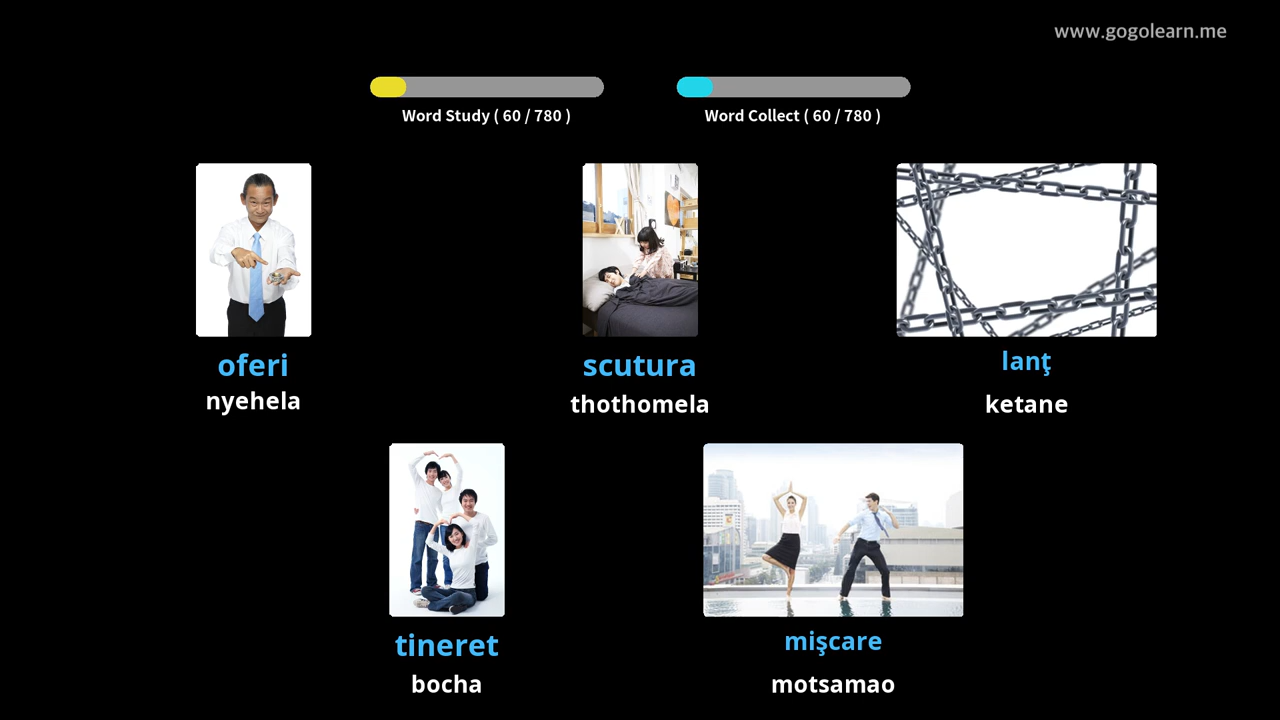 www.gogolearn.me
Word Study ( 60 / 780 )
Word Collect ( 60 / 780 )
oferi
nyehela
scutura
thothomela
lanţ
ketane
tineret
bocha
mişcare
motsamao